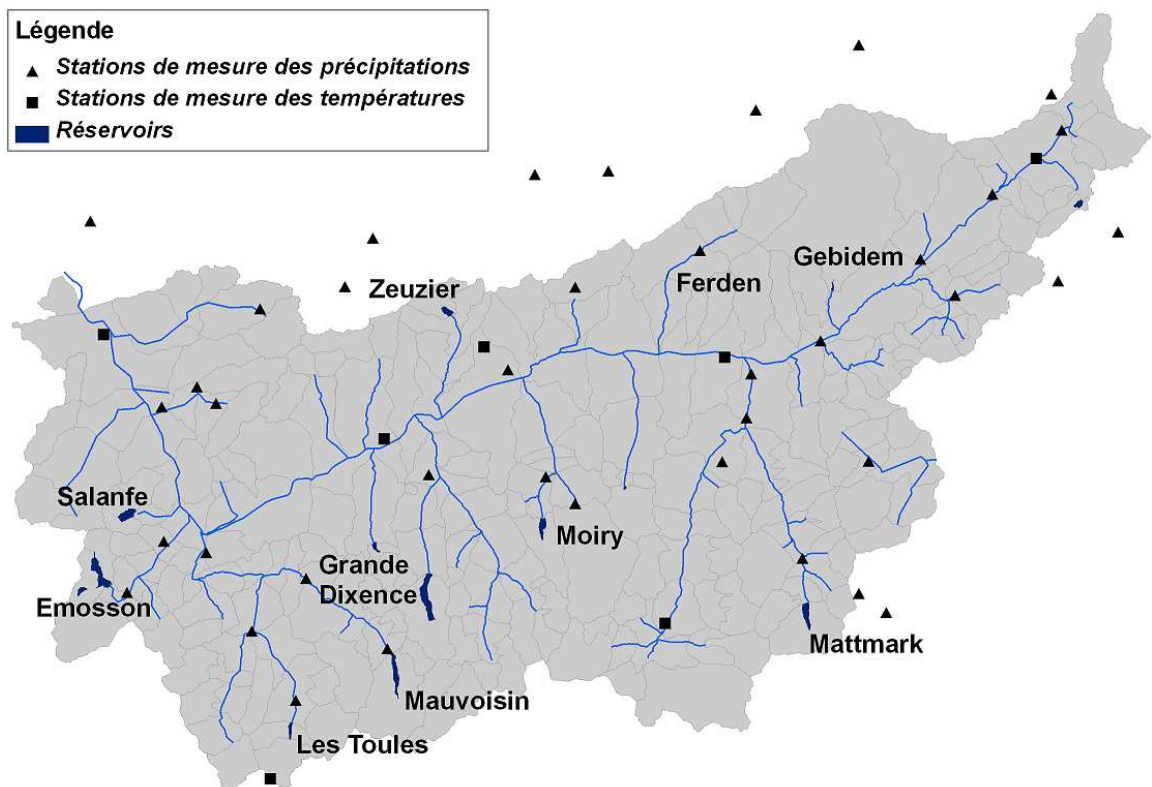 Légende
Stations de mesure des précipitations
Stations de mesure des températures
Réservoirs
Gebidem
Ferden
Zeuzier
Salanfe
Moiry
Grande
Dixence
Emosson
Mattmark
Mauvoisin
Les Toules